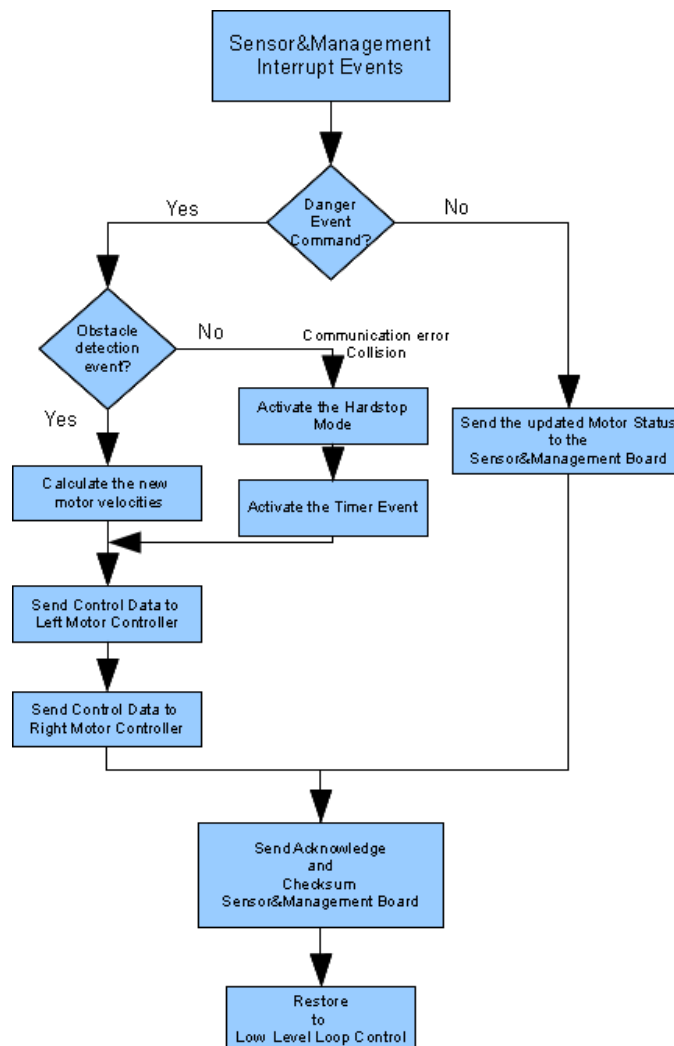 Sensor&Management
Interrupt Events
Danger
Event
Command?
Yes
No
Obstacle
detection
event?
No
Communication error
Collision
Yes
Activate the Hardstop
Mode
Send the updated Motor Status
to the
Sensor&Management Board
Calculate the new
motor velocities
Activate the Timer Event
Send Control Data to
Left Motor Controller
Send Control Data to
Right Motor Controller
Send Acknowledge
and
Checksum
Sensor&Management Board
Restore
to
Low Level Loop Control